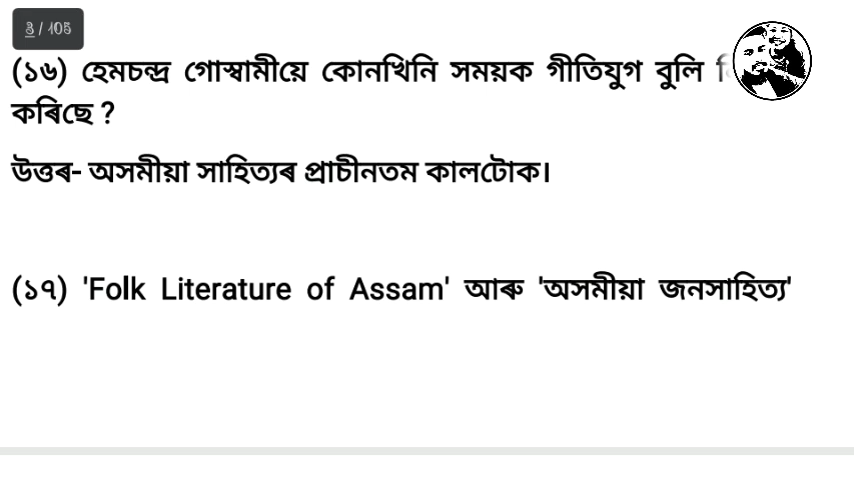 3 / 105
(১৬) হেমচন্দ্ৰ গোস্বামীয়ে কোনখিনি সময়ক গীতিযুগ বুলি
কৰিছে ?
উত্তৰ- অসমীয়া সাহিত্যৰ প্ৰাচীনতম কালটোক।
(১৭) 'Folk Literature of Assam' আৰু 'অসমীয়া জনসাহিত্য'